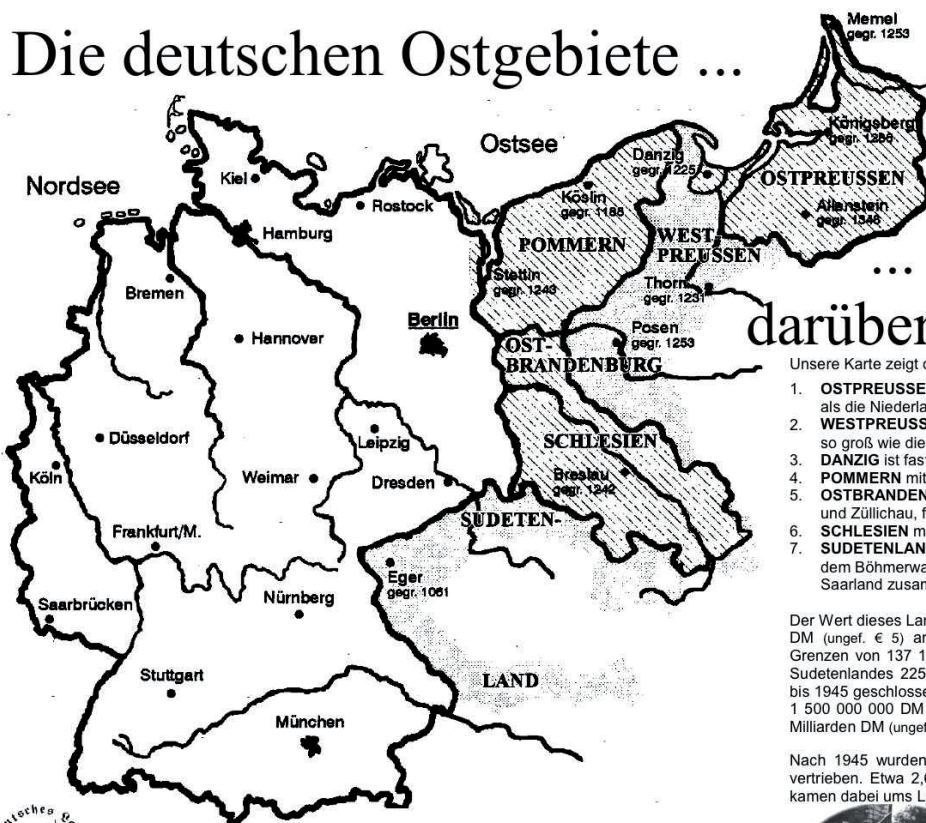 Die deutschen Ostgebiete ...
Memel
gegr. 1253
Königsberg
Ostsee
Danzig
gegr. 1225
Nordsee
Kiel
Rostock
Köslin
gegr. 1188
OSTPREUSSEN
Allenstein
Hamburg
POMMERN
WEST-
PREUSSEN
...
Stettin
gegr. 1243
Thorn
gegr. 1231
Bremen
Berlin
darüber
Hannover
Posen
gegr. 1253
OST-
BRANDENBURG
Unsere Karte zeigt
1. OSTPREUSSE
als die Niederla
2. WESTPREUSS
so groß wie die
3. DANZIG ist fas
4. POMMERN mit
5. OSTBRANDEN
und Züllichau, f
6. SCHLESIEN m
7. SUDETENLAN
dem Böhmerwa
Saarland zusam
Düsseldorf
Leipzig
SCHLESIEN
Köln
Weimar
Dresden
Breslau
gegr. 1242
SUDETEN-
Frankfurt/M.
Eger
gegr. 1061
Nürnberg
Saarbrücken
Der Wert dieses Lan
DM (ungef. € 5) an
Grenzen von 137 1
Sudetenlandes 225
bis 1945 geschlosse
1 500 000 000 DM
Milliarden DM (ungef
Stuttgart
LAND
München
Nach 1945 wurden
vertrieben. Etwa 2,
kamen dabei ums L